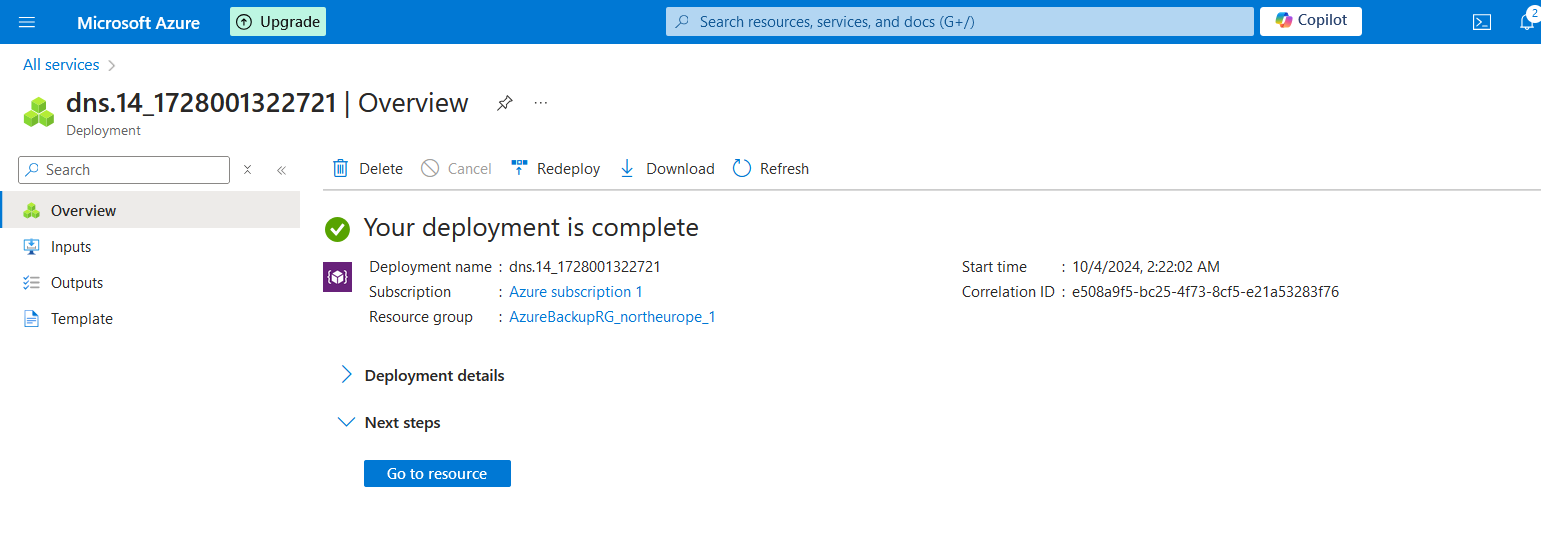 Microsoft Azure
Upgrade
Search resources, services, and docs (G+/)
Copilot
2
All services
dns.14_1728001322721 | Overview
Deployment
Search
Delete
Cancel
Redeploy
Download
Refresh
Overview
Inputs
Outputs
Template
Your deployment is complete
Deployment name : dns.14_1728001322721
Subscription : Azure subscription 1
Resource group : AzureBackupRG_northeurope_1
Start time : 10/4/2024, 2:22:02 AM
Correlation ID : e508a9f5-bc25-4f73-8cf5-e21a53283f76
Deployment details
Next steps
Go to resource